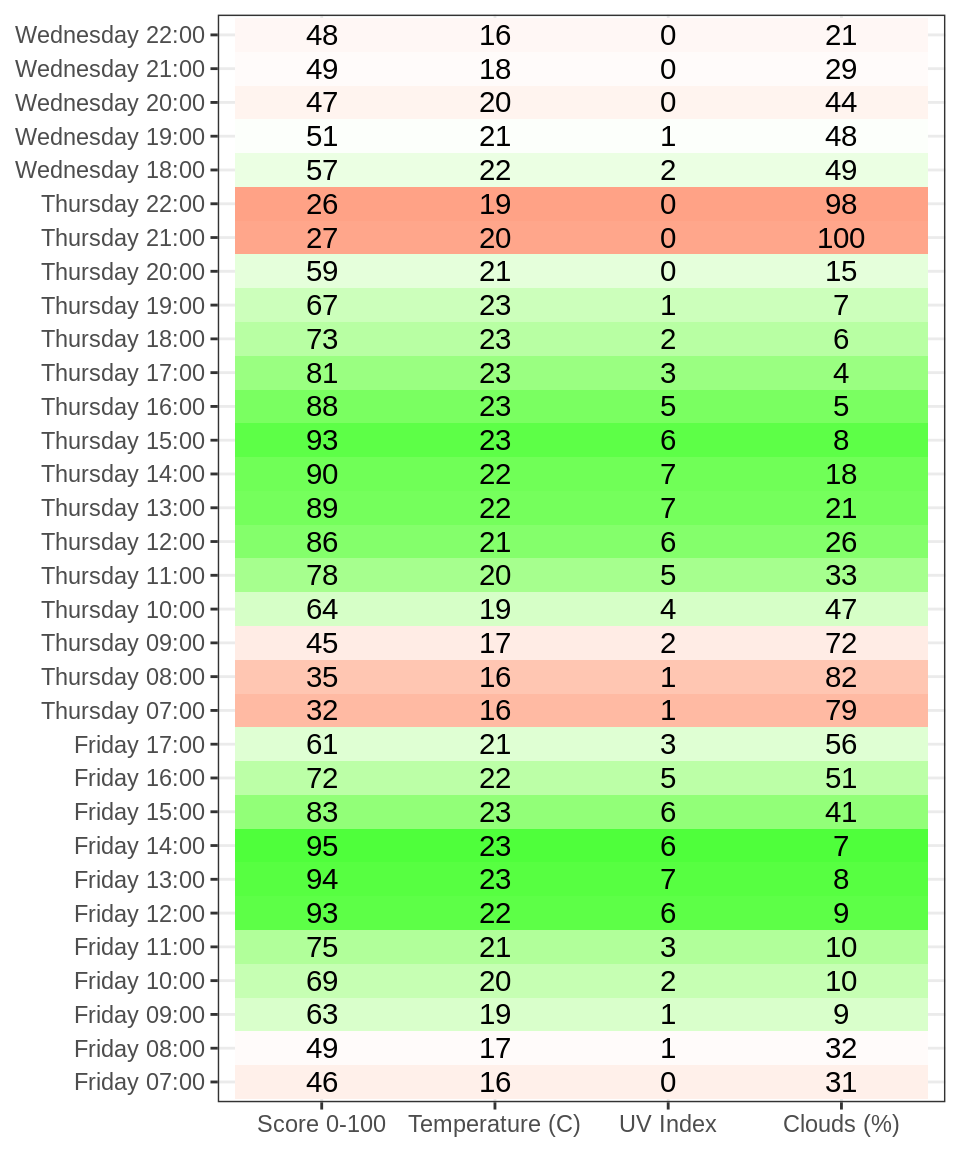 Wednesday 22:00 48 16 0 21
Wednesday 21:00 49 18 0 29
Wednesday 20:00 47 20 0 44
Wednesday 19:00 51 21 1 48
Wednesday 18:00 57 22 2 49
Thursday 22:00 26 19 0 98
Thursday 21:00 27 20 0 100
Thursday 20:00 59 21 0 15
Thursday 19:00 67 23 1 7
Thursday 18:00 73 23 2 6
Thursday 17:00 81 23 3 4
Thursday 16:00 88 23 5 5
Thursday 15:00 93 23 6 8
Thursday 14:00 90 22 7 18
Thursday 13:00 89 22 7 21
Thursday 12:00 86 21 6 26
Thursday 11:00 78 20 5 33
Thursday 10:00 64 19 4 47
Thursday 09:00 45 17 2 72
Thursday 08:00 35 16 1 82
Thursday 07:00 32 16 1 79
Friday 17:00 61 21 3 56
Friday 16:00 72 22 5 51
Friday 15:00 83 23 6 41
Friday 14:00 95 23 6 7
Friday 13:00 94 23 7 8
Friday 12:00 93 22 6 9
Friday 11:00 75 21 3 10
Friday 10:00 69 20 2 10
Friday 09:00 63 19 1 9
Friday 08:00 49 17 1 32
Friday 07:00 46 16 0 31
Score 0-100 Temperature (C) UV Index Clouds (%)